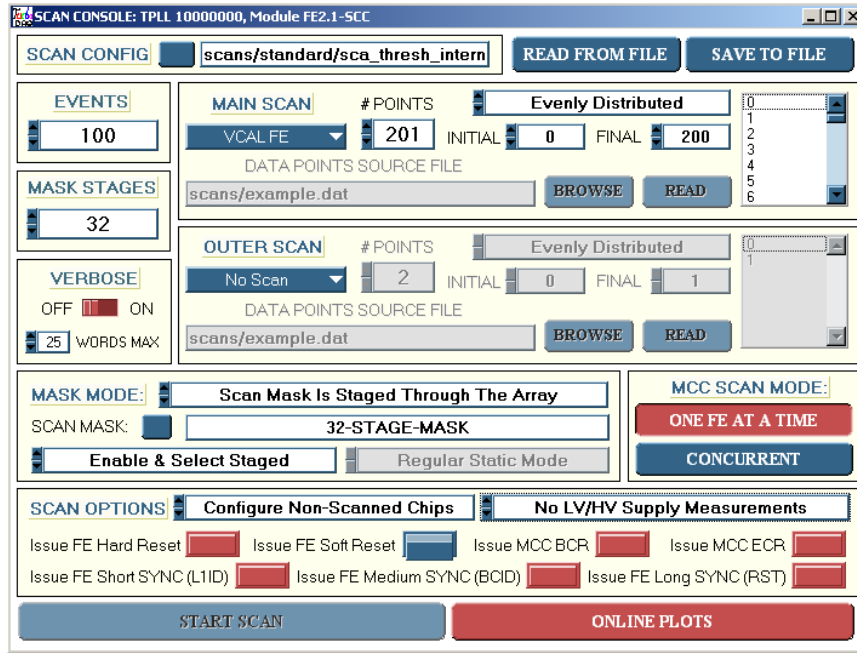 SCAN CONSOLE: TPLL 10000000, Module FE2.1-SCC
SCAN CONFIG scans/standard/sca_thresh_intern READ FROM FILE SAVE TO FILE
EVENTS
100
MASK STAGES
32
VERBOSE
OFF ON
25 WORDS MAX
MAIN SCAN # POINTS Evenly Distributed
VCAL FE 201 INITIAL 0 FINAL 200
DATA POINTS SOURCE FILE
scans/example.dat BROWSE READ
0
1
2
3
4
5
6
OUTER SCAN # POINTS Evenly Distributed
No Scan 2 INITIAL 0 FINAL 1
DATA POINTS SOURCE FILE
scans/example.dat BROWSE READ
0
1
MASK MODE: Scan Mask Is Staged Through The Array
SCAN MASK: 32-STAGE-MASK
Enable & Select Staged Regular Static Mode
MCC SCAN MODE:
ONE FE AT A TIME
CONCURRENT
SCAN OPTIONS Configure Non-Scanned Chips No LV/HV Supply Measurements
Issue FE Hard Reset Issue FE Soft Reset Issue MCC BCR Issue MCC ECR
Issue FE Short SYNC (L1ID) Issue FE Medium SYNC (BCID) Issue FE Long SYNC (RST)
START SCAN ONLINE PLOTS